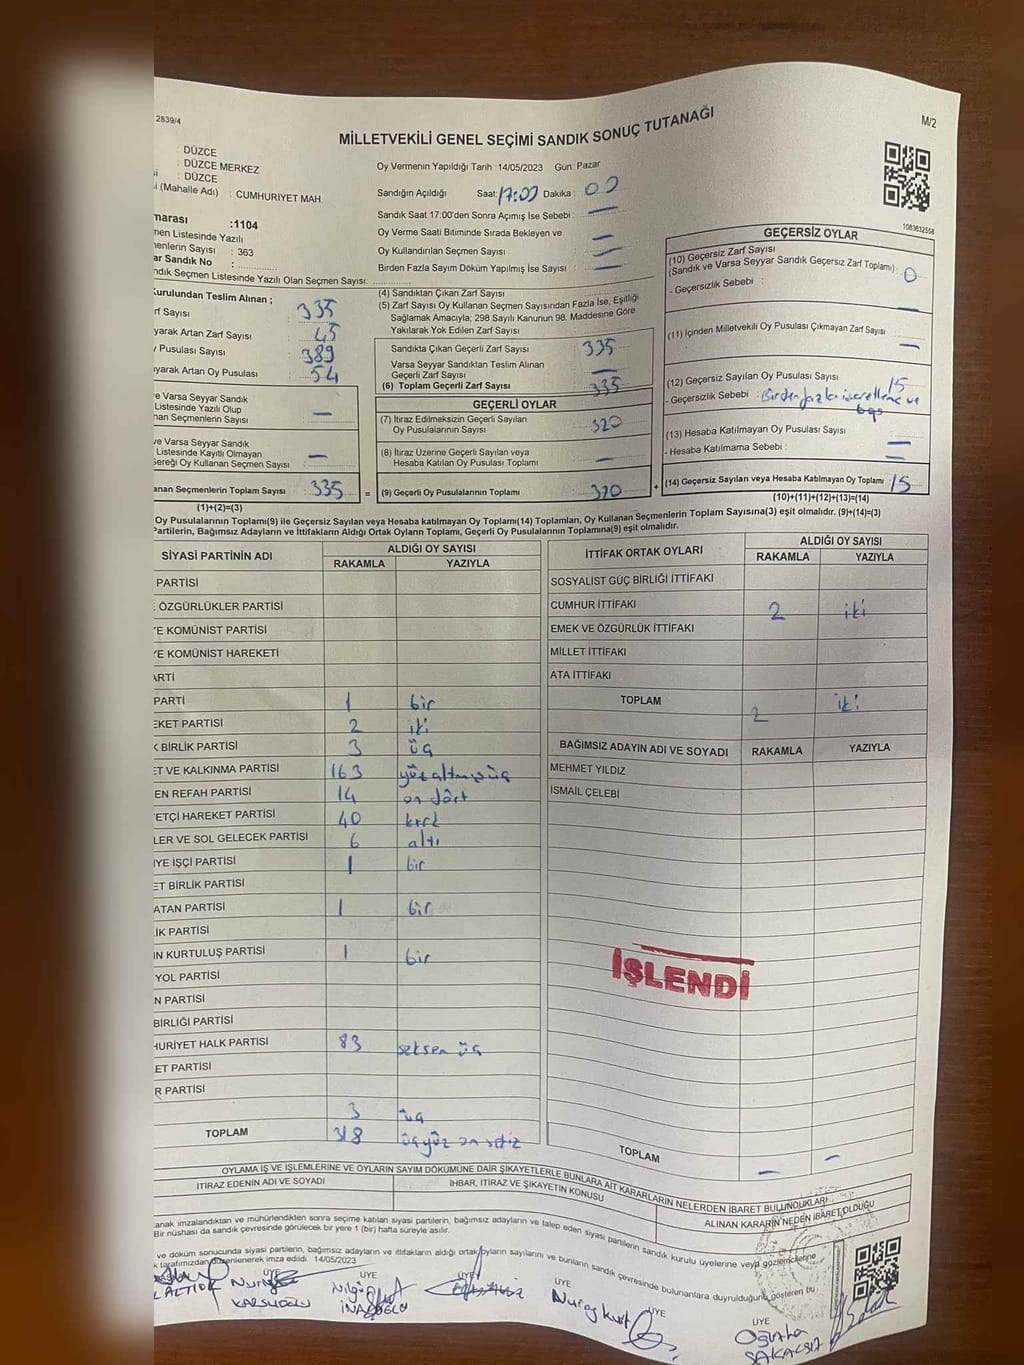 2839/4
M/2
MİLLETVEKİLİ GENEL SEÇİMİ SANDIK SONUÇ TUTANAĞI
: DÜZCE
: DÜZCE MERKEZ
: DÜZCE
i (Mahalle Adı) : CUMHURİYET MAH.
Oy Vermenin Yapıldığı Tarih :14/05/2023 Gün: Pazar
Sandığın Açıldığı Saat: 17:00 Dakika : 00
Sandık Saat 17:00'den Sonra Açımış İse Sebebi : —
Oy Verme Saati Bitiminde Sırada Bekleyen ve
Oy Kullandırılan Seçmen Sayısı : —
Birden Fazla Sayım Döküm Yapılmış İse Sayısı : —
marası :1104
men Listesinde Yazılı
menlerin Sayısı : 363
ar Sandık No :
ndık Seçmen Listesinde Yazılı Olan Seçmen Sayısı:
Kurulundan Teslim Alınan ;
rf Sayısı : 335
yarak Artan Zarf Sayısı : 45
y Pusulası Sayısı : 389
yarak Artan Oy Pusulası : 54
e Varsa Seyyar Sandık
Listesinde Yazılı Olup
nan Seçmenlerin Sayısı : —
ve Varsa Seyyar Sandık
Listesinde Kayıtlı Olmayan
Gereği Oy Kullanan Seçmen Sayısı : —
anan Seçmenlerin Toplam Sayısı : 335 =
(1)+(2)=(3)
(4) Sandıktan Çıkan Zarf Sayısı
(5) Zarf Sayısı Oy Kullanan Seçmen Sayısından Fazla İse, Eşitliği
Sağlamak Amacıyla; 298 Sayılı Kanunun 98. Maddesine Göre
Yakılarak Yok Edilen Zarf Sayısı
Sandıkta Çıkan Geçerli Zarf Sayısı : 335
Varsa Seyyar Sandıktan Teslim Alınan
Geçerli Zarf Sayısı : —
(6) Toplam Geçerli Zarf Sayısı : 335
GEÇERLİ OYLAR
(7) İtiraz Edilmeksizin Geçerli Sayılan
Oy Pusulalarının Sayısı : 320
(8) İtiraz Üzerine Geçerli Sayılan veya
Hesaba Katılan Oy Pusulası Toplamı : —
(9) Geçerli Oy Pusulalarının Toplamı : 320 +
1083632558
GEÇERSİZ OYLAR
(10) Geçersiz Zarf Sayısı
(Sandık ve Varsa Seyyar Sandık Geçersiz Zarf Toplamı) : 0
- Geçersizlik Sebebi : —
(11) İçinden Milletvekili Oy Pusulası Çıkmayan Zarf Sayısı : —
(12) Geçersiz Sayılan Oy Pusulası Sayısı : 15
- Geçersizlik Sebebi : Birden fazla işaretleme ve
boş
(13) Hesaba Katılmayan Oy Pusulası Sayısı : —
- Hesaba Katılmama Sebebi : —
(14) Geçersiz Sayılan veya Hesaba Katılmayan Oy Toplamı : 15
(10)+(11)+(12)+(13)=(14)
Oy Pusulalarının Toplamı(9) ile Geçersiz Sayılan veya Hesaba katılmayan Oy Toplamı(14) Toplamları, Oy Kullanan Seçmenlerin Toplam Sayısına(3) eşit olmalıdır. (9)+(14)=(3)
Partilerin, Bağımsız Adayların ve İttifakların Aldığı Ortak Oyların Toplamı, Geçerli Oy Pusulalarının Toplamına(9) eşit olmalıdır.
SİYASİ PARTİNİN ADI
ALDIĞI OY SAYISI
RAKAMLA YAZIYLA
PARTİSİ
ÖZGÜRLÜKLER PARTİSİ
YE KOMÜNİST PARTİSİ
YE KOMÜNİST HAREKETİ
ARTİ
PARTİ 1 bir
EKET PARTİSİ 2 iki
K BİRLİK PARTİSİ 3 üç
ET VE KALKINMA PARTİSİ 163 yüzaltmışüç
EN REFAH PARTİSİ 14 on dört
ETÇİ HAREKET PARTİSİ 40 kırk
LER VE SOL GELECEK PARTİSİ 6 altı
İYE İŞÇİ PARTİSİ 1 bir
ET BİRLİK PARTİSİ
ATAN PARTİSİ 1 bir
İK PARTİSİ
IN KURTULUŞ PARTİSİ 1 bir
YOL PARTİSİ
N PARTİSİ
BİRLİĞİ PARTİSİ
HURİYET HALK PARTİSİ 83 seksen üç
ET PARTİSİ
R PARTİSİ
3 üç
TOPLAM 318 üçyüz on sekiz
İTTİFAK ORTAK OYLARI
ALDIĞI OY SAYISI
RAKAMLA YAZIYLA
SOSYALİST GÜÇ BİRLİĞİ İTTİFAKI
CUMHUR İTTİFAKI 2 iki
EMEK VE ÖZGÜRLÜK İTTİFAKI
MİLLET İTTİFAKI
ATA İTTİFAKI
TOPLAM 2 iki
BAĞIMSIZ ADAYIN ADI VE SOYADI RAKAMLA YAZIYLA
MEHMET YILDIZ
İSMAİL ÇELEBİ
İŞLENDİ
TOPLAM — —
OYLAMA İŞ VE İŞLEMLERİNE VE OYLARIN SAYIM DÖKÜMÜNE DAİR ŞİKAYETLERLE BUNLARA AİT KARARLARIN NELERDEN İBARET BULUNDUKLARI
İTİRAZ EDENİN ADI VE SOYADI
İHBAR, İTİRAZ VE ŞİKAYETİN KONUSU
ALINAN KARARIN NEDEN İBARET OLDUĞU
anak imzalandıktan ve mühürlendikten sonra seçime katılan siyasi partilerin, bağımsız adayların ve talep eden siyasi partilerin sandık kurulu üyelerine veya gözlemcilerine
Bir nüshası da sandık çevresinde görülecek bir yere 1 (bir) hafta süreyle asılır.
ve döküm sonucunda siyasi partilerin, bağımsız adayların ve ittifakların aldığı ortak oyların sayılarını ve bunların sandık çevresinde bulunanlara duyrulduğunu gösteren bu
k tarafımızdan düzenlenerek imza edildi. 14/05/2023
ÜYE
Nuray
ÜYE
Nilgün
İNALOĞLU
ÜYE
ÜYE
Nuray Kurt
ÜYE
ÜYE
Oğuzha